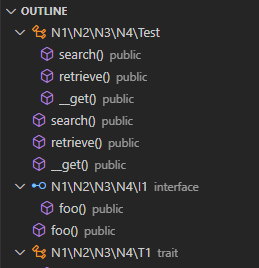 OUTLINE
N1\N2\N3\N4\Test
search() public
retrieve() public
__get() public
search() public
retrieve() public
__get() public
N1\N2\N3\N4\I1 interface
foo() public
foo() public
N1\N2\N3\N4\T1 trait